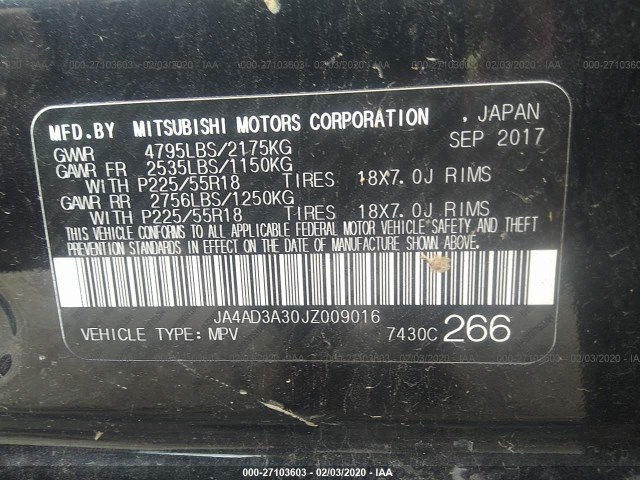 000-27103603 - 02/03/2020 - IAA
MFD.BY MITSUBISHI MOTORS CORPORATION , JAPAN
GWWR 4795LBS/2175KG SEP 2017
GAWR FR 2535LBS/1150KG
WITH P225/55R18 TIRES 18X7.0J RIMS
GAWR RR 2756LBS/1250KG
WITH P225/55R18 TIRES 18X7.0J RIMS
THIS VEHICLE CONFORMS TO ALL APPLICABLE FEDERAL MOTOR VEHICLE SAFETY AND THEFT
PREVENTION STANDARDS IN EFFECT ON THE DATE OF MANUFACTURE SHOWN ABOVE.
JA4AD3A30JZ009016
VEHICLE TYPE: MPV 7430C 266
000-27103603 - 02/03/2020 - IAA